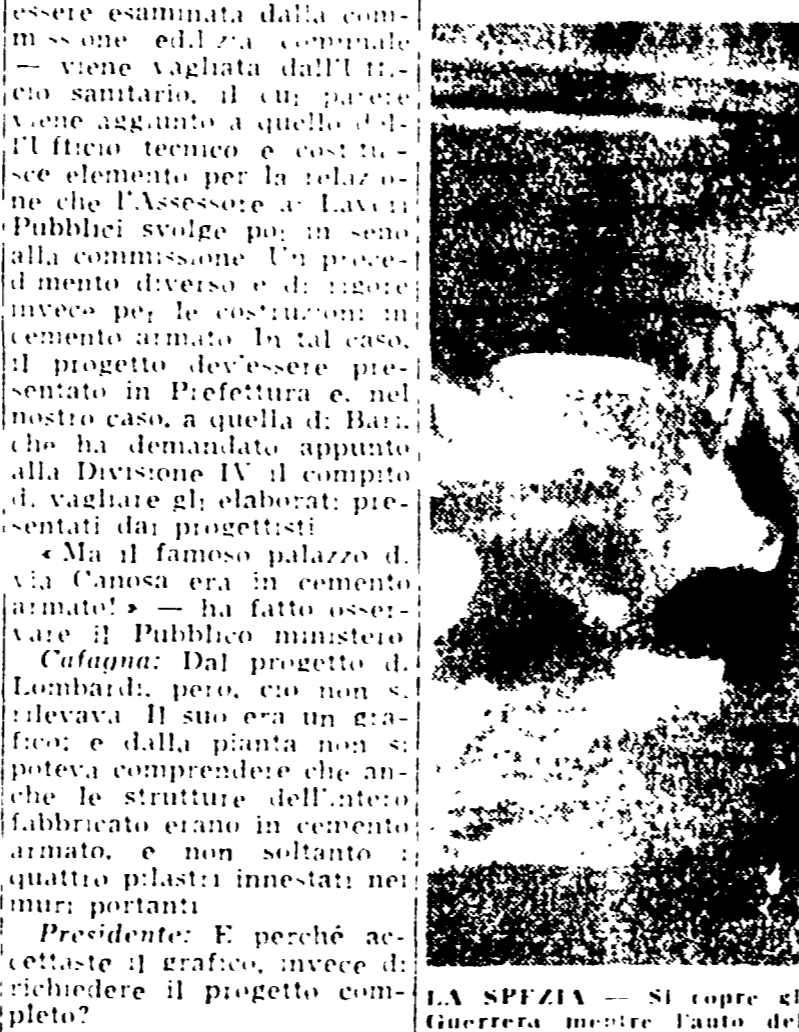 essere esaminata dalla com-
missione edilizia comunale
— viene vagliata dall'Uffi-
cio sanitario, il cui parere
viene aggiunto a quello del-
l'Ufficio tecnico e costitui-
sce elemento per la relazio-
ne che l'Assessore ai Lavori
Pubblici svolge poi in seno
alla commissione. Un proce-
dimento diverso è di rigore
invece per le costruzioni in
cemento armato. In tal caso,
il progetto dev'essere pre-
sentato in Prefettura e, nel
nostro caso, a quella di Bari,
che ha demandato appunto
alla Divisione IV il compito
di vagliare gli elaborati pre-
sentati dai progettisti.
« Ma il famoso palazzo di
via Canosa era in cemento
armato! » — ha fatto osser-
vare il Pubblico ministero.
Cafagna: Dal progetto di
Lombardi, però, ciò non si
rilevava. Il suo era un gra-
fico; e dalla pianta non si
poteva comprendere che an-
che le strutture dell'intero
fabbricato erano in cemento
armato, e non soltanto i
quattro pilastri innestati nei
muri portanti.
Presidente: E perché ac-
cettaste il grafico, invece di
richiedere il progetto com-
pleto?
LA SPEZIA — Si copre gl
Guerrera mentre l'auto del